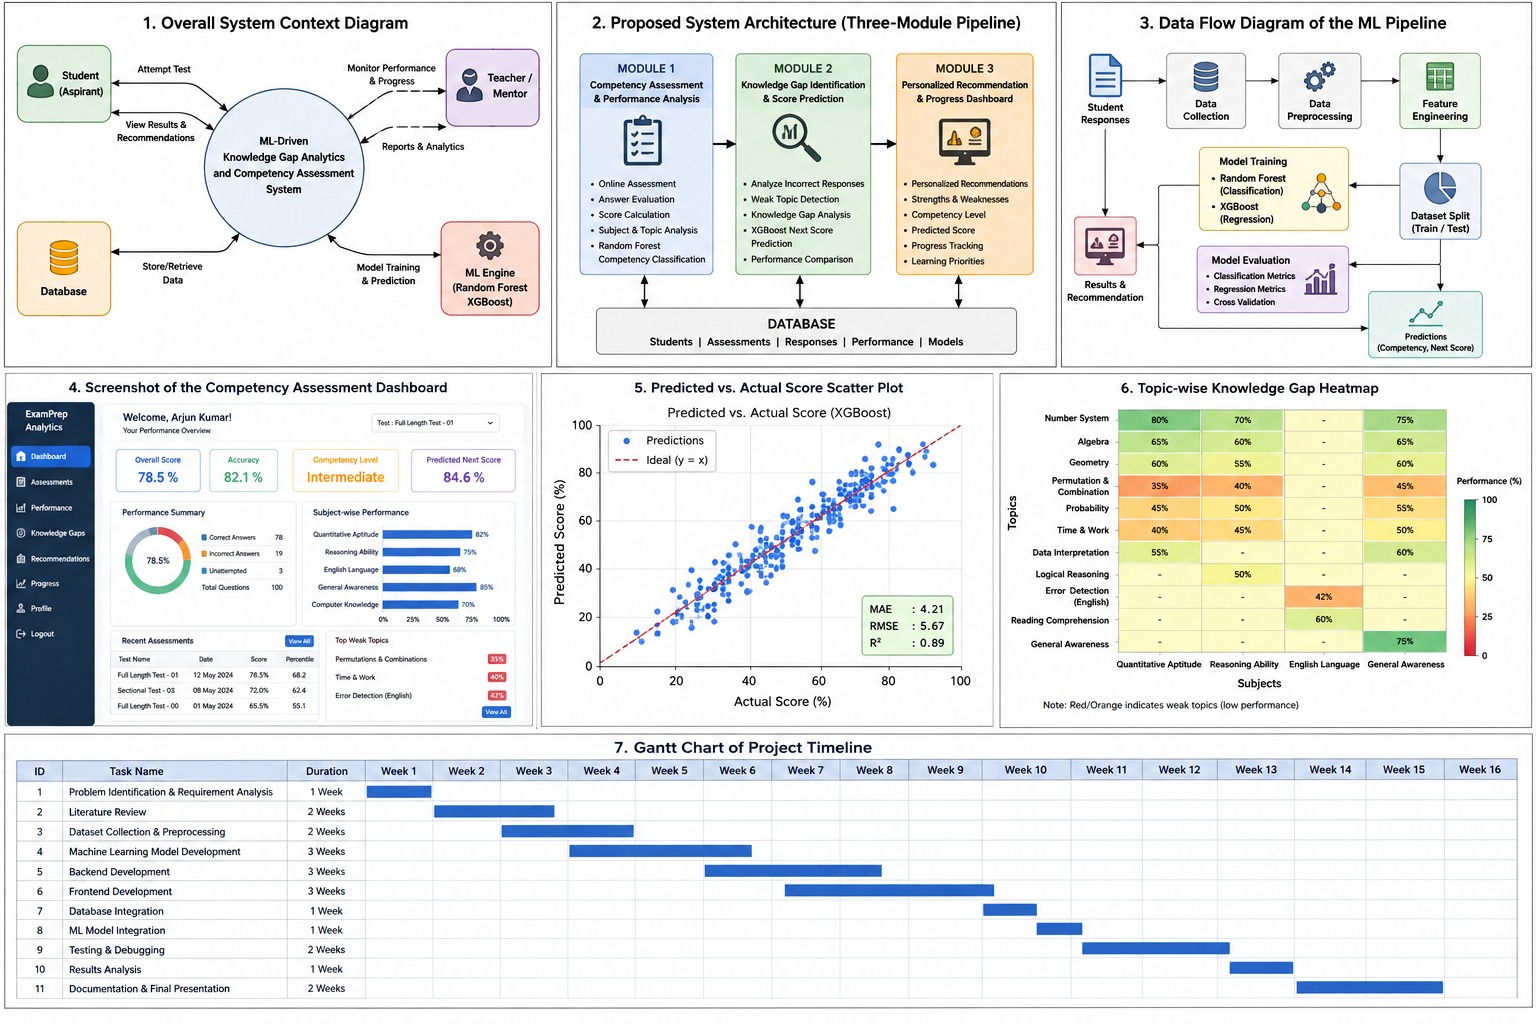 1. Overall System Context Diagram
Student
(Aspirant)
Attempt Test
View Results &
Recommendations
Monitor Performance
& Progress
Teacher /
Mentor
Reports & Analytics
ML-Driven
Knowledge Gap Analytics
and Competency Assessment
System
Database
Store/Retrieve
Data
Model Training
& Prediction
ML Engine
(Random Forest
XGBoost)
2. Proposed System Architecture (Three-Module Pipeline)
MODULE 1
Competency Assessment
& Performance Analysis
• Online Assessment
• Answer Evaluation
• Score Calculation
• Subject & Topic Analysis
• Random Forest
Competency Classification
MODULE 2
Knowledge Gap Identification
& Score Prediction
M
• Analyze Incorrect Responses
• Weak Topic Detection
• Knowledge Gap Analysis
• XGBoost Next Score
Prediction
• Performance Comparison
MODULE 3
Personalized Recommendation
& Progress Dashboard
• Personalized Recommendations
• Strengths & Weaknesses
• Competency Level
• Predicted Score
• Progress Tracking
• Learning Priorities
DATABASE
Students | Assessments | Responses | Performance | Models
3. Data Flow Diagram of the ML Pipeline
Student
Responses
Data
Collection
Data
Preprocessing
Feature
Engineering
Model Training
• Random Forest
(Classification)
• XGBoost
(Regression)
Dataset Split
(Train / Test)
Results &
Recommendation
Model Evaluation
• Classification Metrics
• Regression Metrics
• Cross Validation
Predictions
(Competency, Next Score)
4. Screenshot of the Competency Assessment Dashboard
ExamPrep
Analytics
Dashboard
Assessments
Performance
Knowledge Gaps
Recommendations
Progress
Profile
Logout
Welcome, Arjun Kumar!
Your Performance Overview
Test : Full Length Test - 01
Overall Score
78.5 %
Accuracy
82.1 %
Competency Level
Intermediate
Predicted Next Score
84.6 %
Performance Summary
78.5%
Correct Answers 78
Incorrect Answers 19
Unattempted 3
Total Questions 100
Subject-wise Performance
Quantitative Aptitude 82%
Reasoning Ability 75%
English Language 68%
General Awareness 85%
Computer Knowledge 70%
0% 25% 50% 75% 100%
Recent Assessments View All
Test Name Date Score Percentile
Full Length Test - 01 12 May 2024 78.5% 68.2
Sectional Test - 03 08 May 2024 72.0% 62.4
Full Length Test - 00 01 May 2024 65.5% 55.1
Top Weak Topics
Permutations & Combinations 35%
Time & Work 40%
Error Detection (English) 42%
View All
5. Predicted vs. Actual Score Scatter Plot
Predicted vs. Actual Score (XGBoost)
Predictions
Ideal (y = x)
Predicted Score (%)
100
80
60
40
20
0
MAE : 4.21
RMSE : 5.67
R² : 0.89
0 20 40 60 80 100
Actual Score (%)
6. Topic-wise Knowledge Gap Heatmap
Topics
Number System 80% 70% - 75%
Algebra 65% 60% - 65%
Geometry 60% 55% - 60%
Permutation &
Combination 35% 40% - 45%
Probability 45% 50% - 55%
Time & Work 40% 45% - 50%
Data Interpretation 55% - - 60%
Logical Reasoning - 50% - -
Error Detection
(English) - - 42% -
Reading Comprehension - - 60% -
General Awareness - - - 75%
Quantitative Aptitude Reasoning Ability English Language General Awareness
Subjects
Performance (%)
100
75
50
25
0
Note: Red/Orange indicates weak topics (low performance)
7. Gantt Chart of Project Timeline
ID Task Name Duration Week 1 Week 2 Week 3 Week 4 Week 5 Week 6 Week 7 Week 8 Week 9 Week 10 Week 11 Week 12 Week 13 Week 14 Week 15 Week 16
1 Problem Identification & Requirement Analysis 1 Week
2 Literature Review 2 Weeks
3 Dataset Collection & Preprocessing 2 Weeks
4 Machine Learning Model Development 3 Weeks
5 Backend Development 3 Weeks
6 Frontend Development 3 Weeks
7 Database Integration 1 Week
8 ML Model Integration 1 Week
9 Testing & Debugging 2 Weeks
10 Results Analysis 1 Week
11 Documentation & Final Presentation 2 Weeks